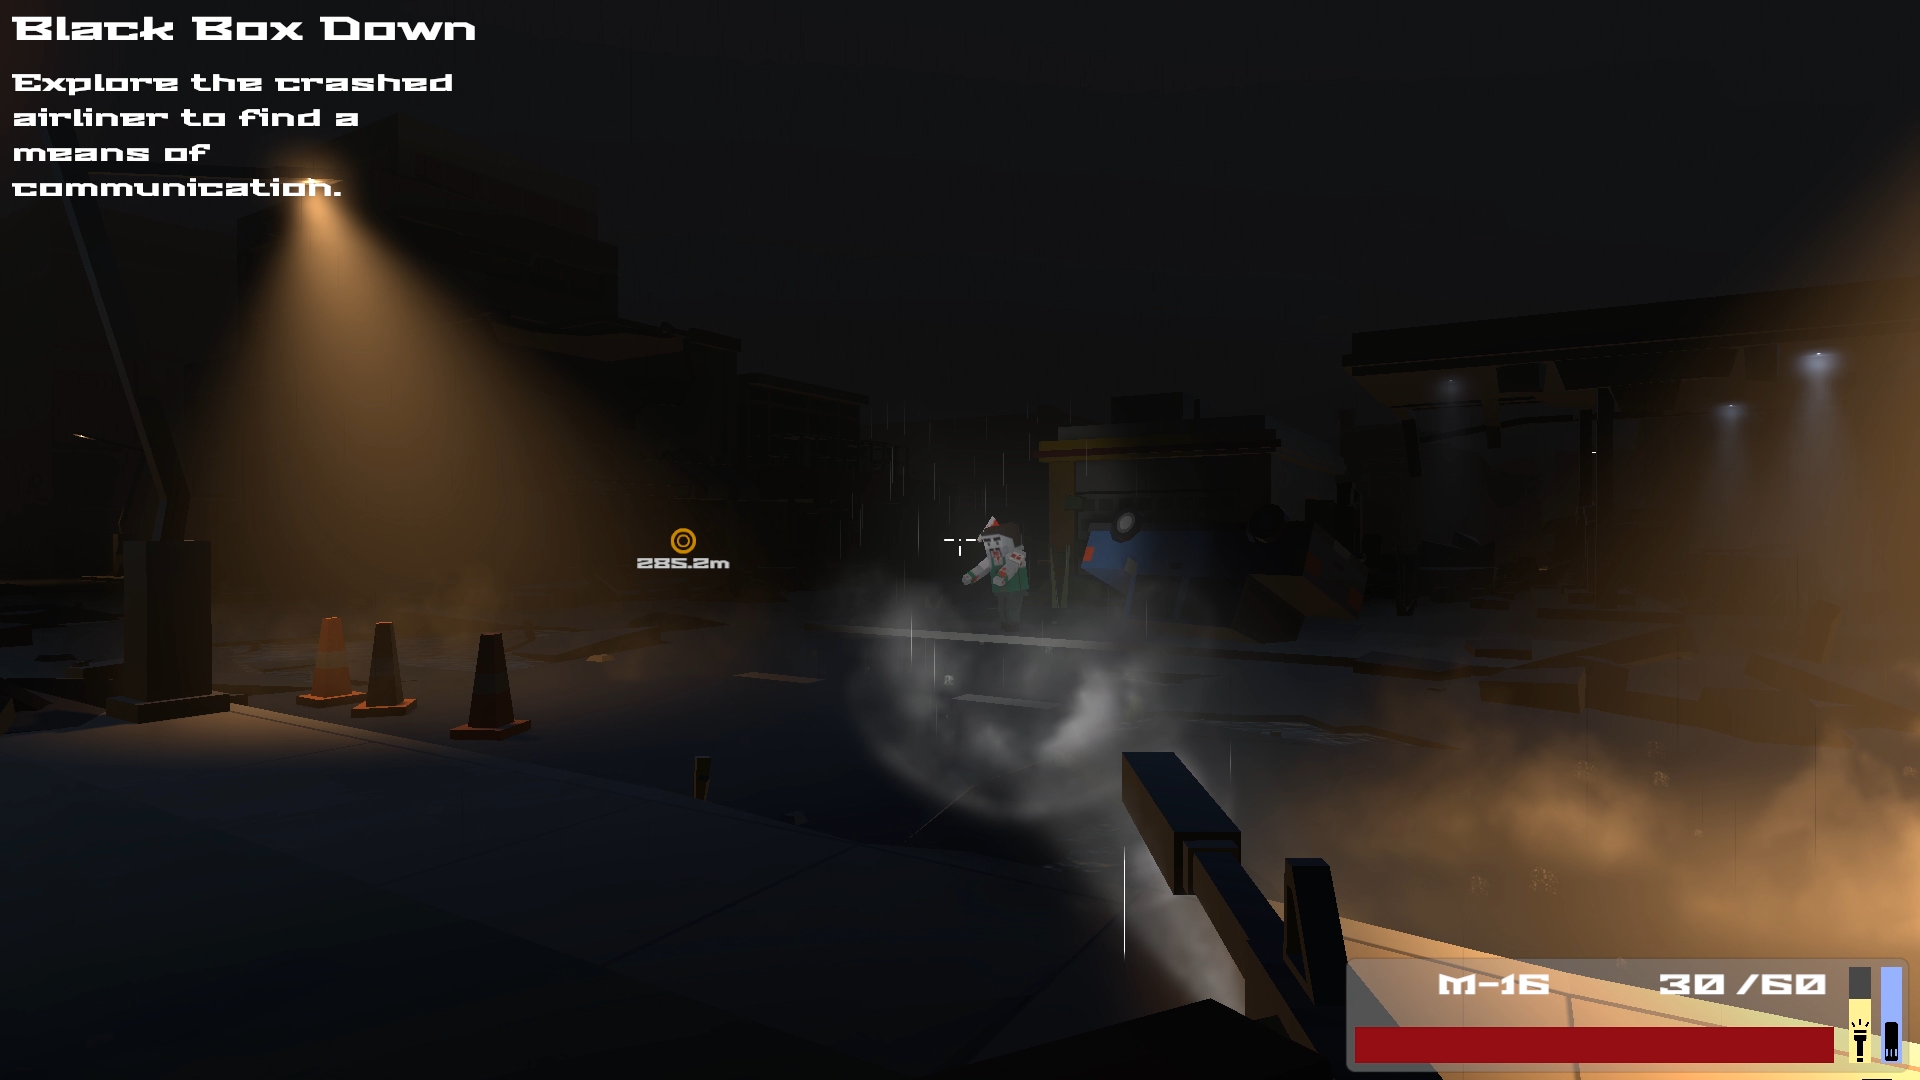 Black Box Down
Explore the crashed
airliner to find a
means of
communication.
285.2m
M-16 30 /60